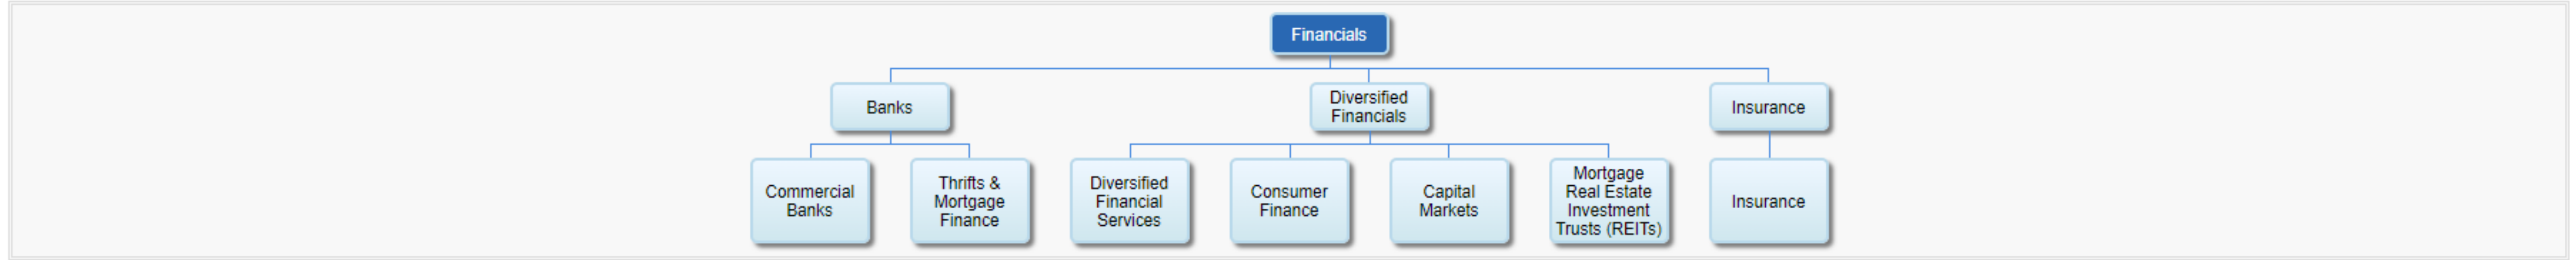 Financials
Banks
Diversified
Financials
Insurance
Commercial
Banks
Thrifts &
Mortgage
Finance
Diversified
Financial
Services
Consumer
Finance
Capital
Markets
Mortgage
Real Estate
Investment
Trusts (REITs)
Insurance